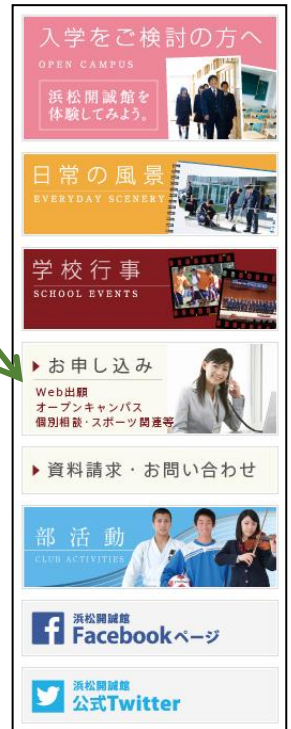 入学をご検討の方へ
OPEN CAMPUS
浜松開誠館を
体験してみよう。
日常の風景
EVERYDAY SCENERY
学校行事
SCHOOL EVENTS
お申し込み
Web出願
オープンキャンパス
個別相談・スポーツ関連等
資料請求・お問い合わせ
部活動
CLUB ACTIVITIES
浜松開誠館
Facebookページ
浜松開誠館
公式Twitter